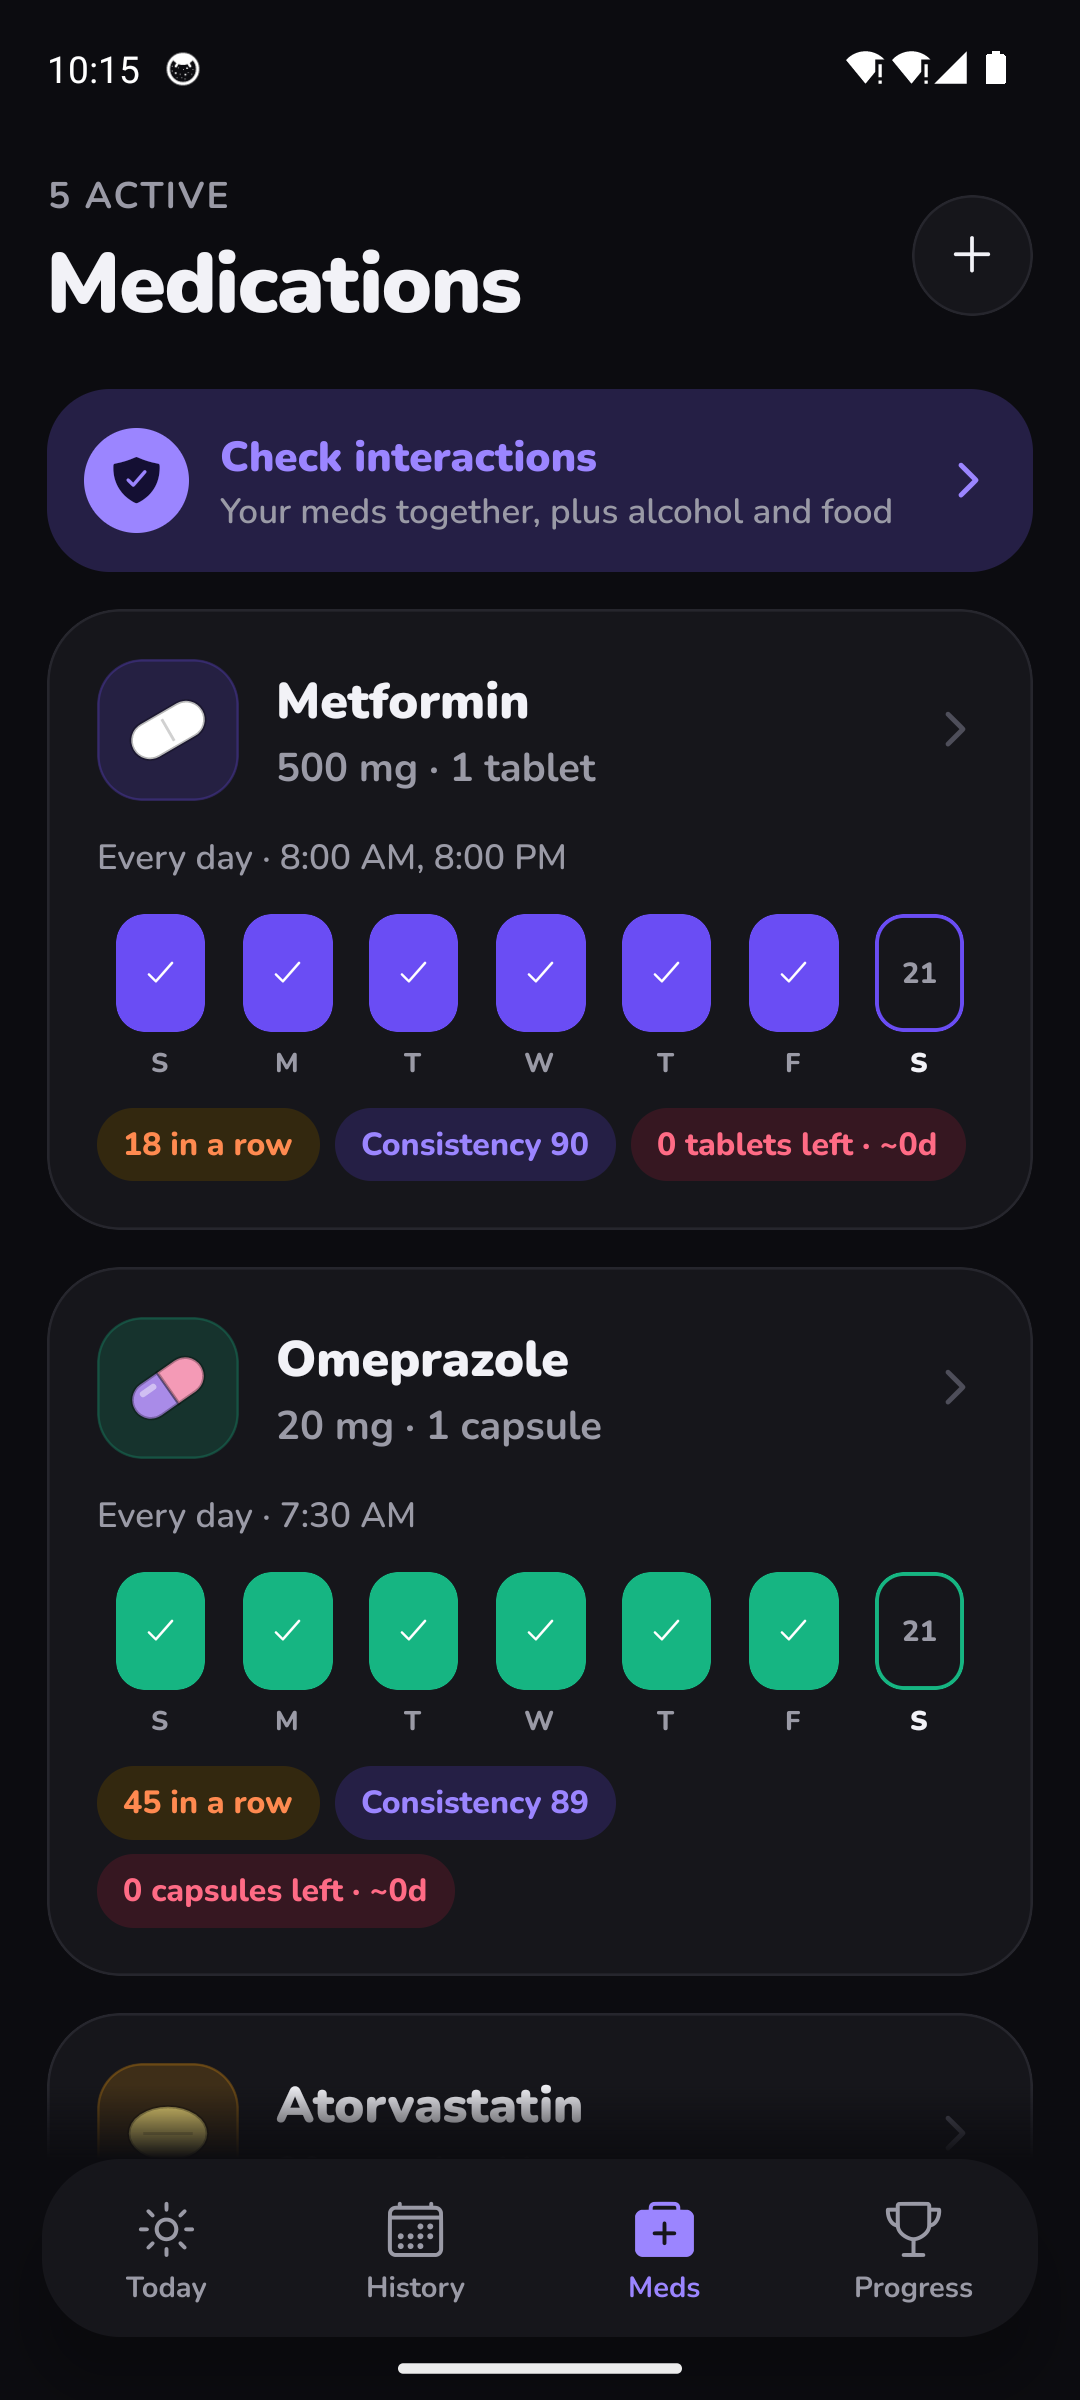 10:15
5 ACTIVE
Medications
Check interactions
Your meds together, plus alcohol and food
Metformin
500 mg · 1 tablet
Every day · 8:00 AM, 8:00 PM
21
S M T W T F S
18 in a row Consistency 90 0 tablets left · ~0d
Omeprazole
20 mg · 1 capsule
Every day · 7:30 AM
21
S M T W T F S
45 in a row Consistency 89
0 capsules left · ~0d
Atorvastatin
Today History Meds Progress